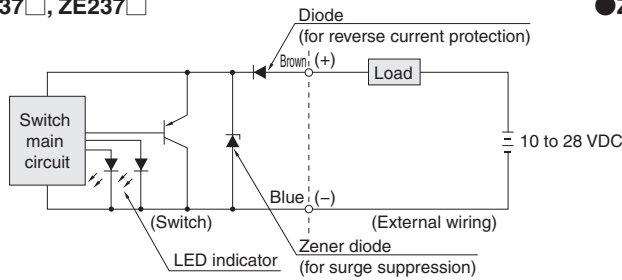 37□, ZE237□
Diode
(for reverse current protection)
Brown
(+)
Load
Switch
main
circuit
10 to 28 VDC
Blue
(−)
(Switch)
(External wiring)
LED indicator
Zener diode
(for surge suppression)